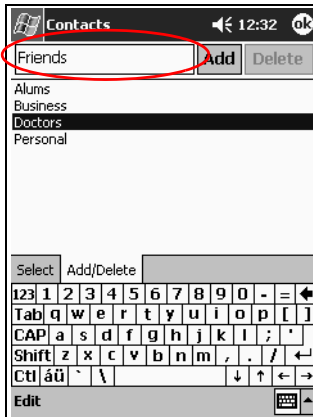 Contacts 12:32 ok
Friends Add Delete
Alums
Business
Doctors
Personal
Select Add/Delete
123 1 2 3 4 5 6 7 8 9 0 - =
Tab q w e r t y u i o p [ ]
CAP a s d f g h j k l ; '
Shift z x c v b n m , . /
Ctl áü ` \
Edit